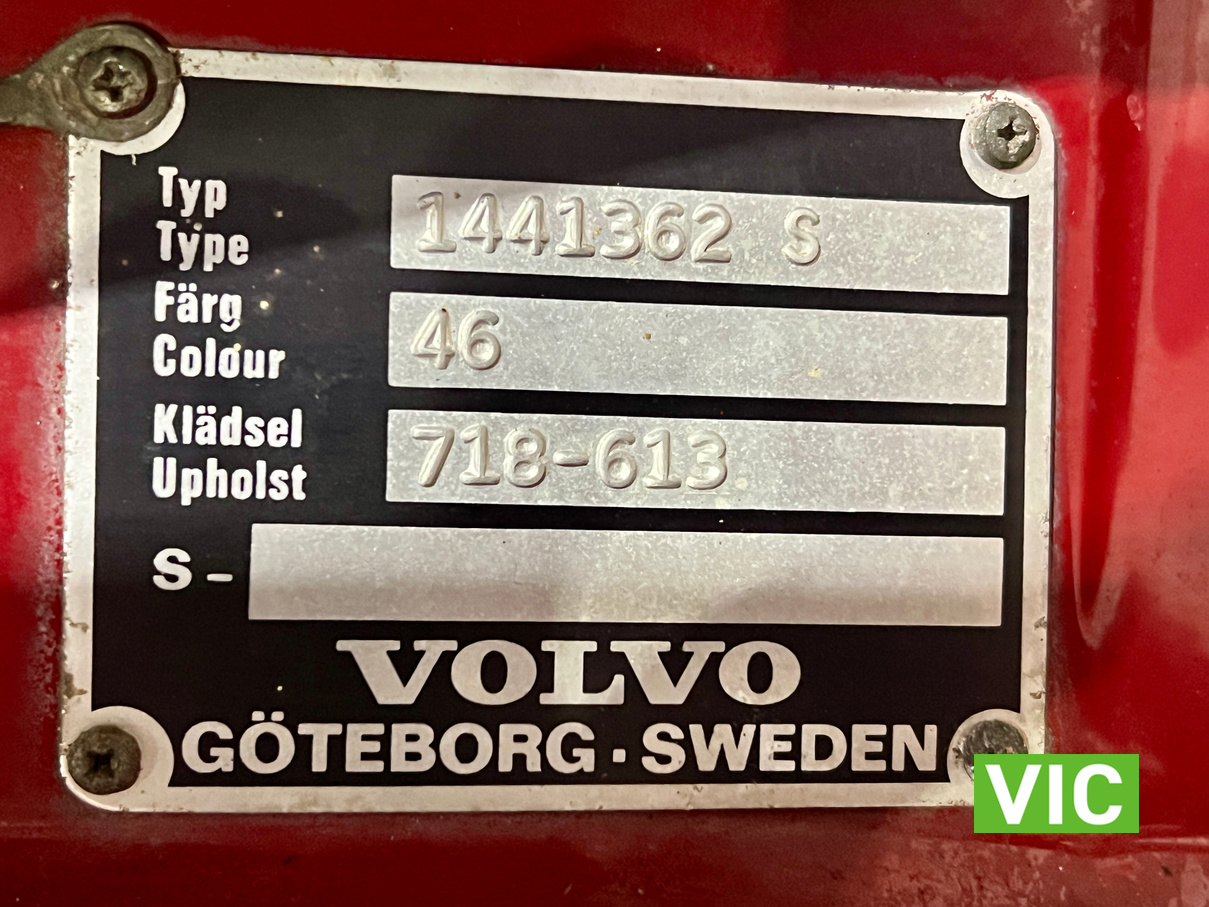 Typ
Type
1441362 S
Färg
Colour
46
Klädsel
Upholst
718-613
S-
VOLVO
GÖTEBORG · SWEDEN
VIC